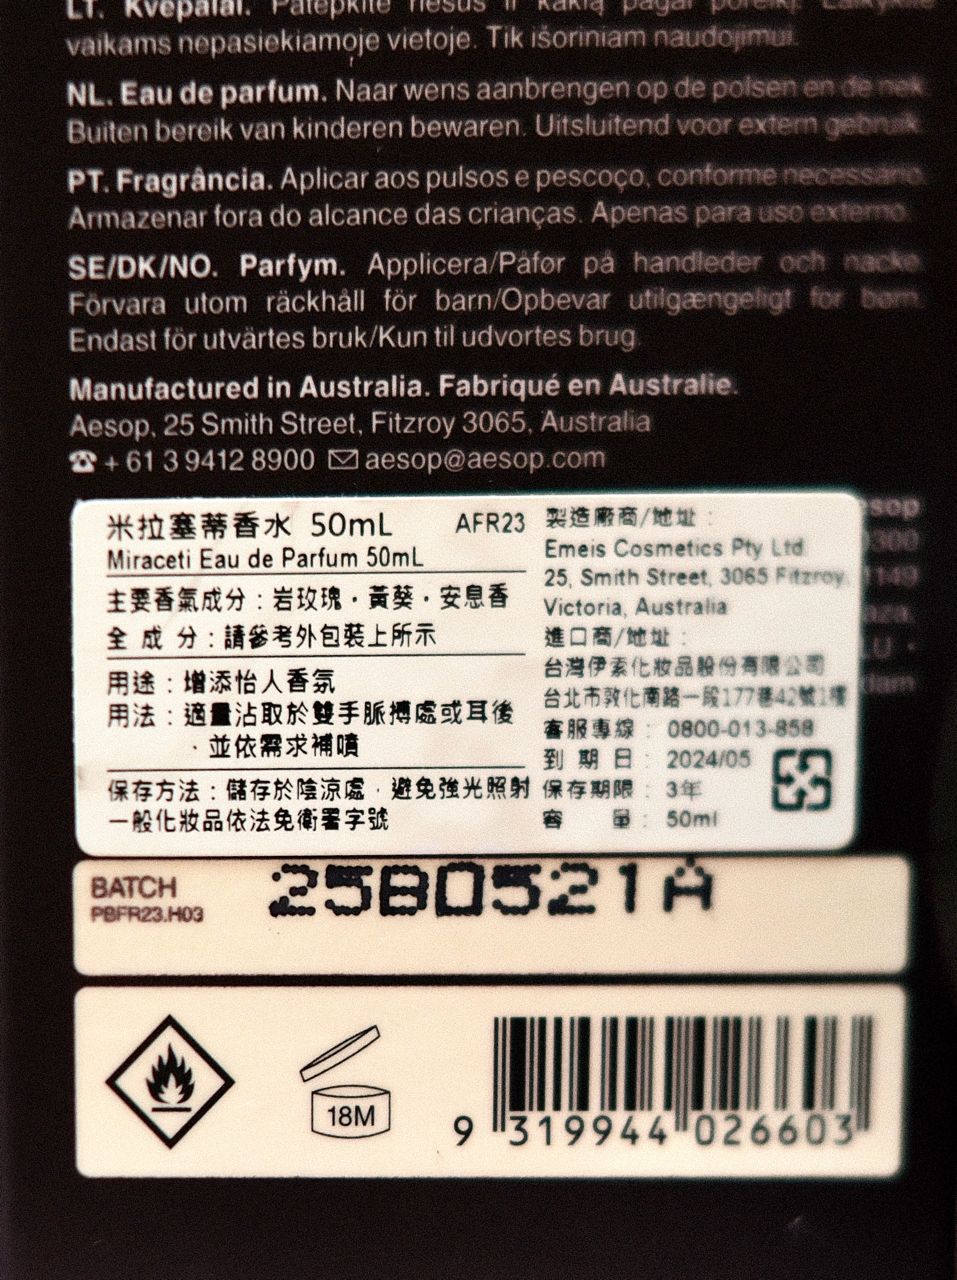 LT. Kvepalai. Patepkite riešus ir kaklą pagal poreikį. Laikykite
vaikams nepasiekiamoje vietoje. Tik išoriniam naudojimui.
NL. Eau de parfum. Naar wens aanbrengen op de polsen en de nek.
Buiten bereik van kinderen bewaren. Uitsluitend voor extern gebruik.
PT. Fragrância. Aplicar aos pulsos e pescoço, conforme necessário.
Armazenar fora do alcance das crianças. Apenas para uso externo.
SE/DK/NO. Parfym. Applicera/Påfør på handleder och nacke.
Förvara utom räckhåll för barn/Opbevar utilgængeligt for børn.
Endast för utvärtes bruk/Kun til udvortes brug.
Manufactured in Australia. Fabriqué en Australie.
Aesop, 25 Smith Street, Fitzroy 3065, Australia
☎ + 61 3 9412 8900 ✉ aesop@aesop.com
米拉塞蒂香水 50mL AFR23
Miraceti Eau de Parfum 50mL
主要香氣成分：岩玫瑰・黃葵・安息香
全 成 分：請參考外包裝上所示
用途：增添怡人香氛
用法：適量沾取於雙手脈搏處或耳後
，並依需求補噴
保存方法：儲存於陰涼處，避免強光照射
一般化妝品依法免衛署字號
製造廠商/地址：
Emeis Cosmetics Pty Ltd
25, Smith Street, 3065 Fitzroy,
Victoria, Australia
進口商/地址：
台灣伊索化妝品股份有限公司
台北市敦化南路一段177巷42號1樓
客服專線： 0800-013-858
到 期 日： 2024/05
保存期限： 3年
容 量： 50ml
BATCH
PBFR23.H03
25B0521A
18M
9 319944 026603